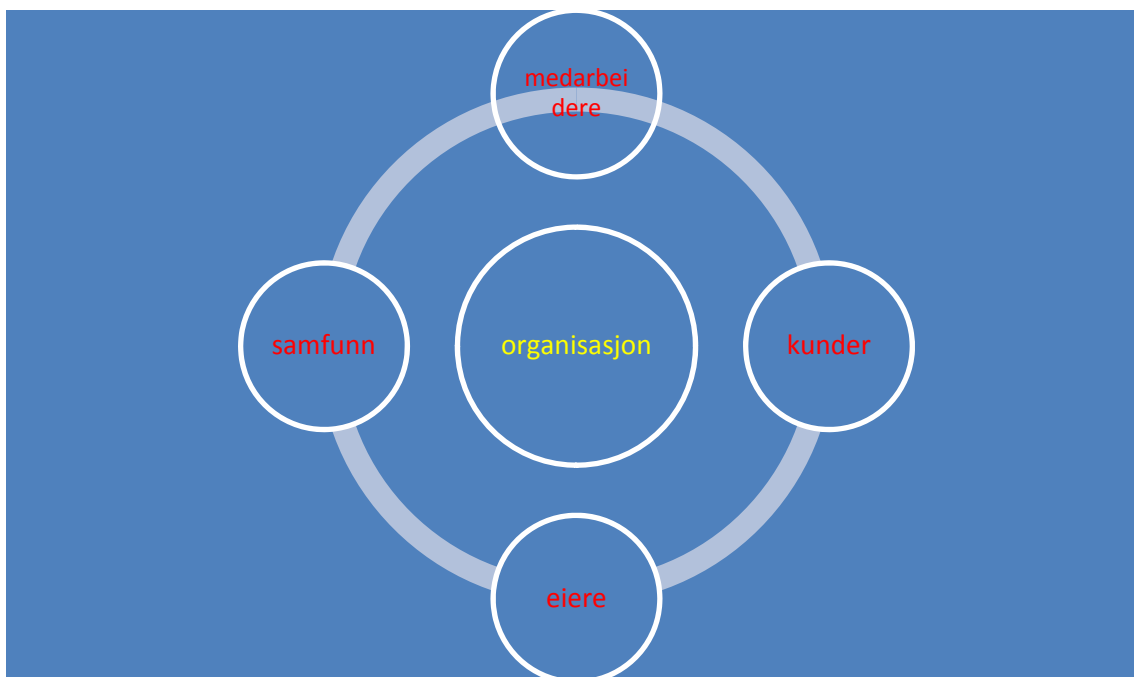 medarbei
dere
samfunn
organisasjon
kunder
eiere